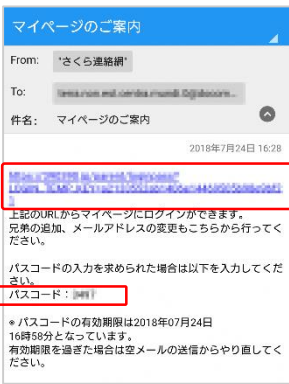 マイページのご案内
From: "さくら連絡網"
To:
件名: マイページのご案内
2018年7月24日 16:28
上記のURLからマイページにログインができます。
兄弟の追加、メールアドレスの変更もこちらから行ってく
ださい。
パスコードの入力を求められた場合は以下を入力してくだ
さい。
パスコード:
※ パスコードの有効期限は2018年07月24日
16時58分となっています。
有効期限を過ぎた場合は空メールの送信からやり直してく
ださい。